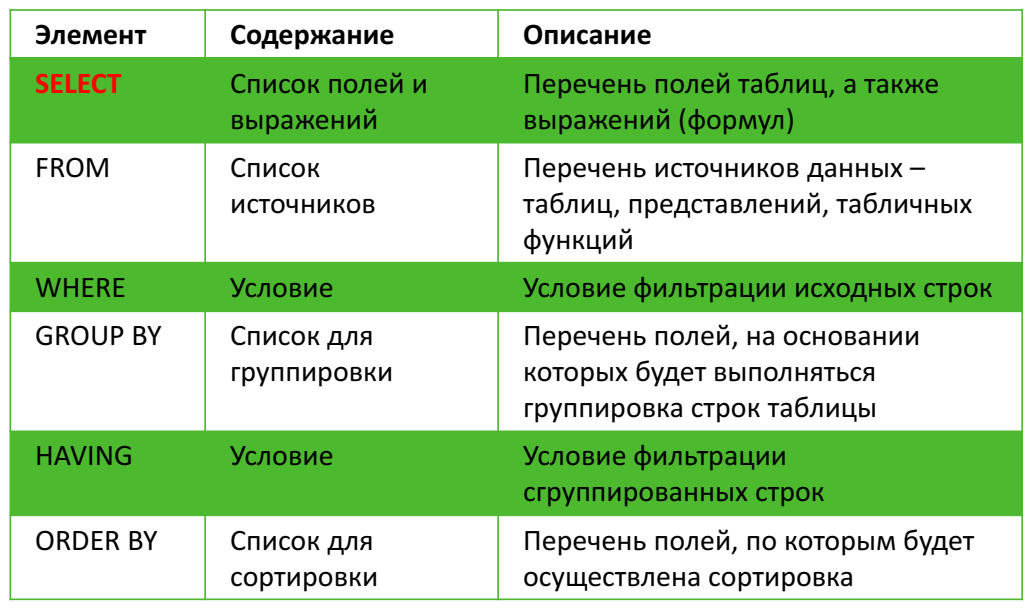 Элемент Содержание Описание
SELECT Список полей и Перечень полей таблиц, а также
выражений выражений (формул)
FROM Список Перечень источников данных –
источников таблиц, представлений, табличных
функций
WHERE Условие Условие фильтрации исходных строк
GROUP BY Список для Перечень полей, на основании
группировки которых будет выполняться
группировка строк таблицы
HAVING Условие Условие фильтрации
сгруппированных строк
ORDER BY Список для Перечень полей, по которым будет
сортировки осуществлена сортировка